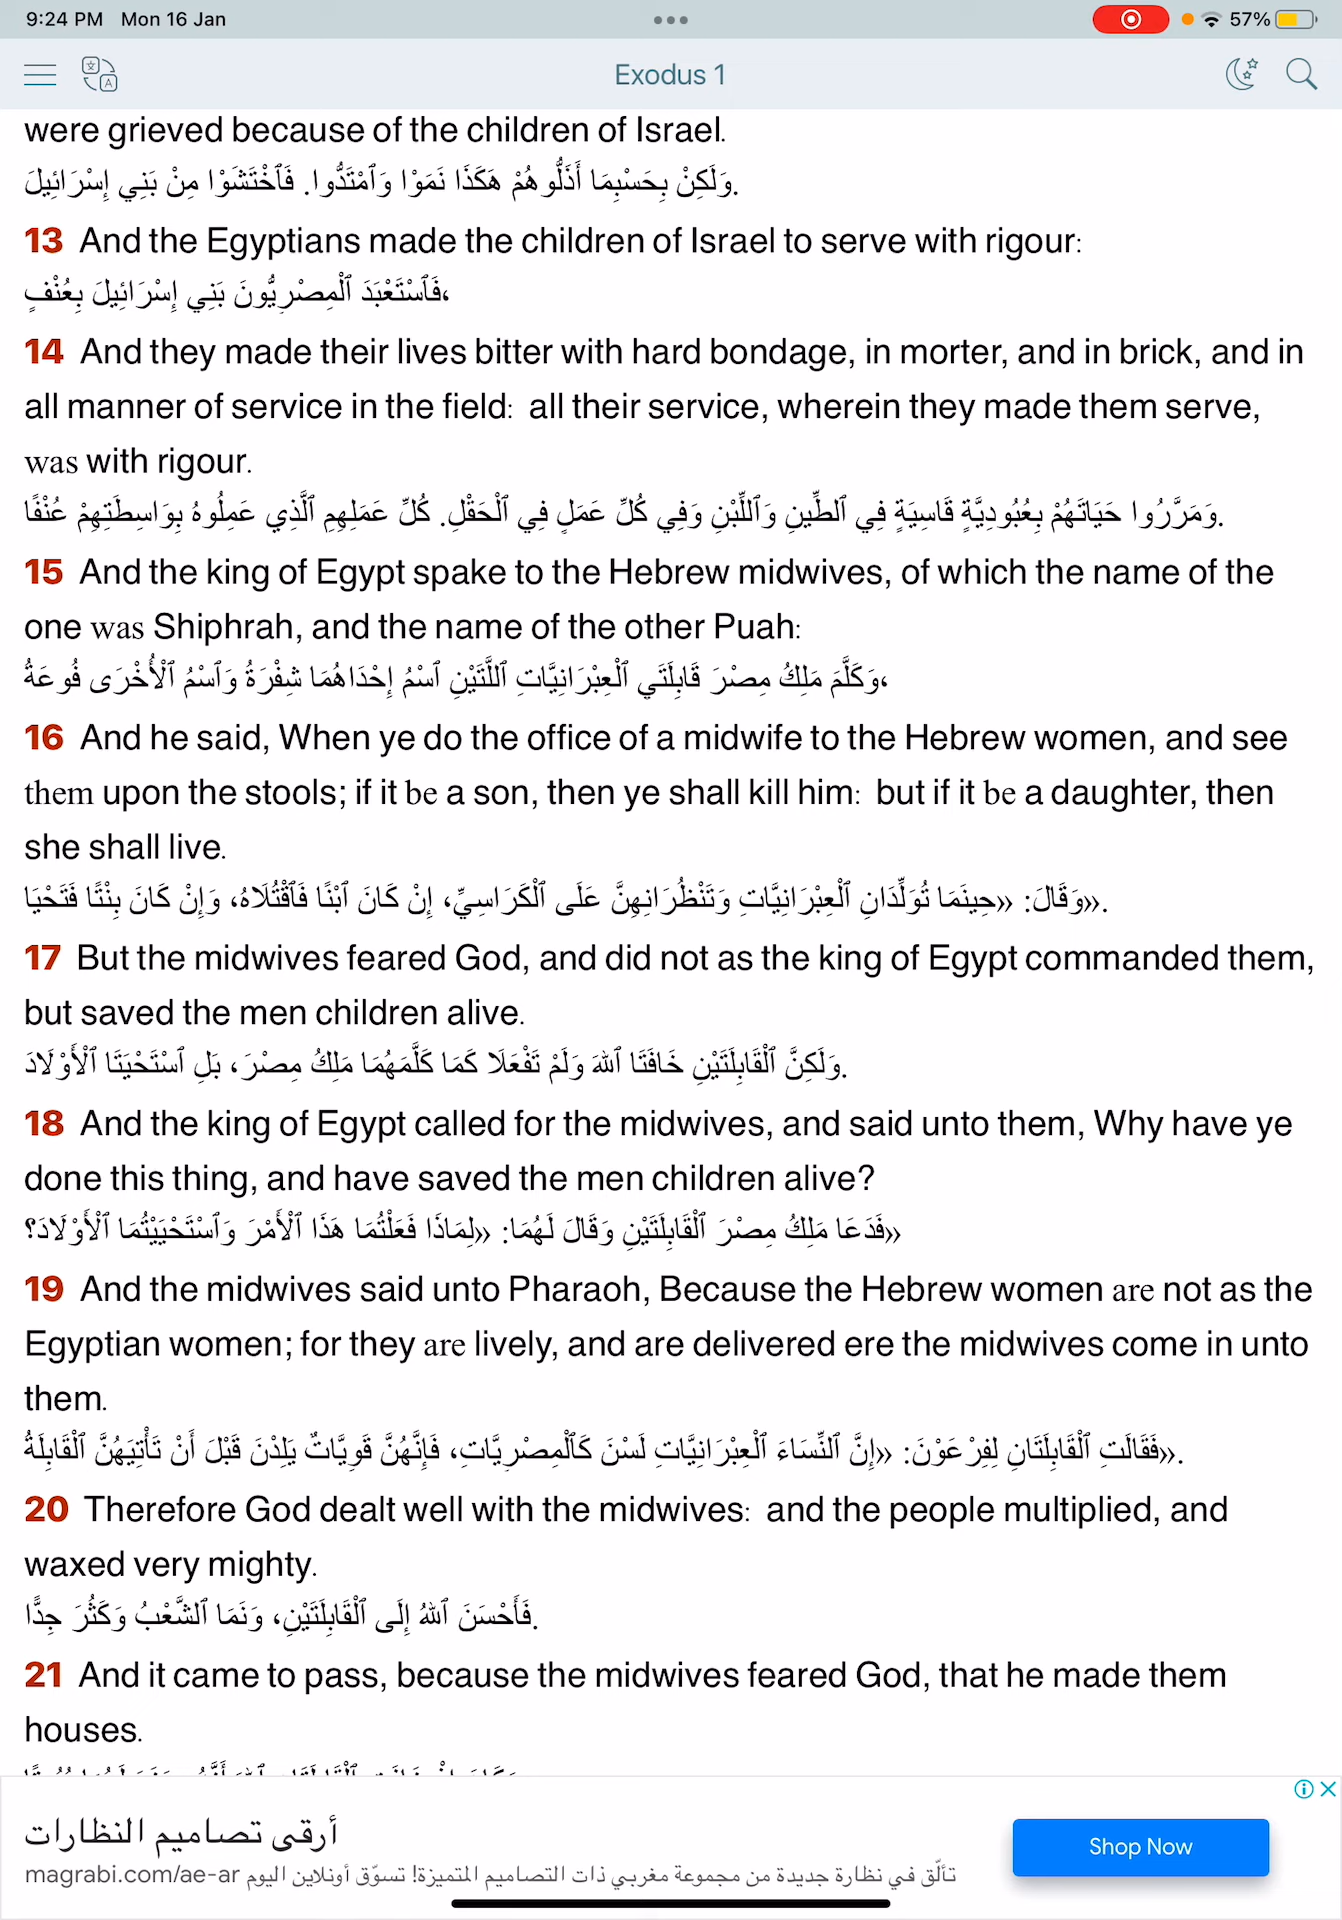 9:24 PM Mon 16 Jan
57%
Exodus 1
were grieved because of the children of Israel.
وَلَكِنْ بِحَسْبِمَا أَذَلُّوهُمْ هَكَذَا نَمَوْا وَٱمْتَدُّوا. فَٱخْتَشَوْا مِنْ بَنِي إِسْرَائِيلَ.
13 And the Egyptians made the children of Israel to serve with rigour:
فَٱسْتَعْبَدَ ٱلْمِصْرِيُّونَ بَنِي إِسْرَائِيلَ بِعُنْفٍ،
14 And they made their lives bitter with hard bondage, in morter, and in brick, and in
all manner of service in the field: all their service, wherein they made them serve,
was with rigour.
وَمَرَّرُوا حَيَاتَهُمْ بِعُبُودِيَّةٍ قَاسِيَةٍ فِي ٱلطِّينِ وَٱللِّبْنِ وَفِي كُلِّ عَمَلٍ فِي ٱلْحَقْلِ. كُلِّ عَمَلِهِمِ ٱلَّذِي عَمِلُوهُ بِوَاسِطَتِهِمْ عُنْفًا.
15 And the king of Egypt spake to the Hebrew midwives, of which the name of the
one was Shiphrah, and the name of the other Puah:
وَكَلَّمَ مَلِكُ مِصْرَ قَابِلَتَيِ ٱلْعِبْرَانِيَّاتِ ٱللَّتَيْنِ ٱسْمُ إِحْدَاهُمَا شِفْرَةُ وَٱسْمُ ٱلْأُخْرَى فُوعَةُ،
16 And he said, When ye do the office of a midwife to the Hebrew women, and see
them upon the stools; if it be a son, then ye shall kill him: but if it be a daughter, then
she shall live.
وَقَالَ: «حِينَمَا تُوَلِّدَانِ ٱلْعِبْرَانِيَّاتِ وَتَنْظُرَانِهِنَّ عَلَى ٱلْكَرَاسِيِّ، إِنْ كَانَ ٱبْنًا فَٱقْتُلَاهُ، وَإِنْ كَانَ بِنْتًا فَتَحْيَا».
17 But the midwives feared God, and did not as the king of Egypt commanded them,
but saved the men children alive.
وَلَكِنَّ ٱلْقَابِلَتَيْنِ خَافَتَا ٱللهَ وَلَمْ تَفْعَلَا كَمَا كَلَّمَهُمَا مَلِكُ مِصْرَ، بَلِ ٱسْتَحْيَتَا ٱلْأَوْلَادَ.
18 And the king of Egypt called for the midwives, and said unto them, Why have ye
done this thing, and have saved the men children alive?
فَدَعَا مَلِكُ مِصْرَ ٱلْقَابِلَتَيْنِ وَقَالَ لَهُمَا: «لِمَاذَا فَعَلْتُمَا هَذَا ٱلْأَمْرَ وَٱسْتَحْيَيْتُمَا ٱلْأَوْلَادَ؟»
19 And the midwives said unto Pharaoh, Because the Hebrew women are not as the
Egyptian women; for they are lively, and are delivered ere the midwives come in unto
them.
فَقَالَتِ ٱلْقَابِلَتَانِ لِفِرْعَوْنَ: «إِنَّ ٱلنِّسَاءَ ٱلْعِبْرَانِيَّاتِ لَسْنَ كَٱلْمِصْرِيَّاتِ، فَإِنَّهُنَّ قَوِيَّاتٌ يَلِدْنَ قَبْلَ أَنْ تَأْتِيَهُنَّ ٱلْقَابِلَةُ».
20 Therefore God dealt well with the midwives: and the people multiplied, and
waxed very mighty.
فَأَحْسَنَ ٱللهُ إِلَى ٱلْقَابِلَتَيْنِ، وَنَمَا ٱلشَّعْبُ وَكَثُرَ جِدًّا.
21 And it came to pass, because the midwives feared God, that he made them
houses.
أرقى تصاميم النظارات
تألّق في نظارة جديدة من مجموعة مغربي ذات التصاميم المتميزة! تسوّق أونلاين اليوم magrabi.com/ae-ar
Shop Now